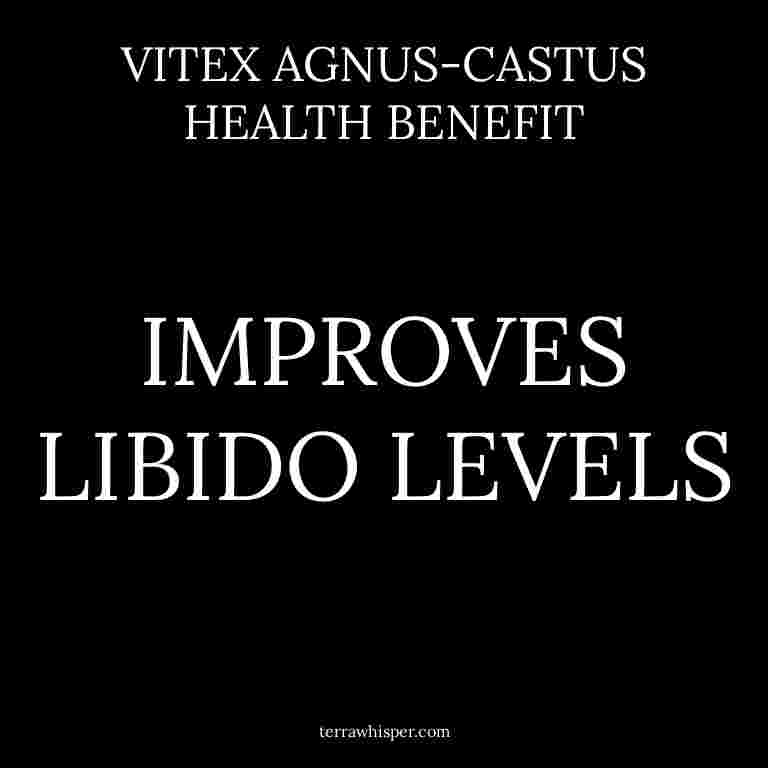 VITEX AGNUS-CASTUS
HEALTH BENEFIT
IMPROVES
LIBIDO LEVELS
terrawhisper.com